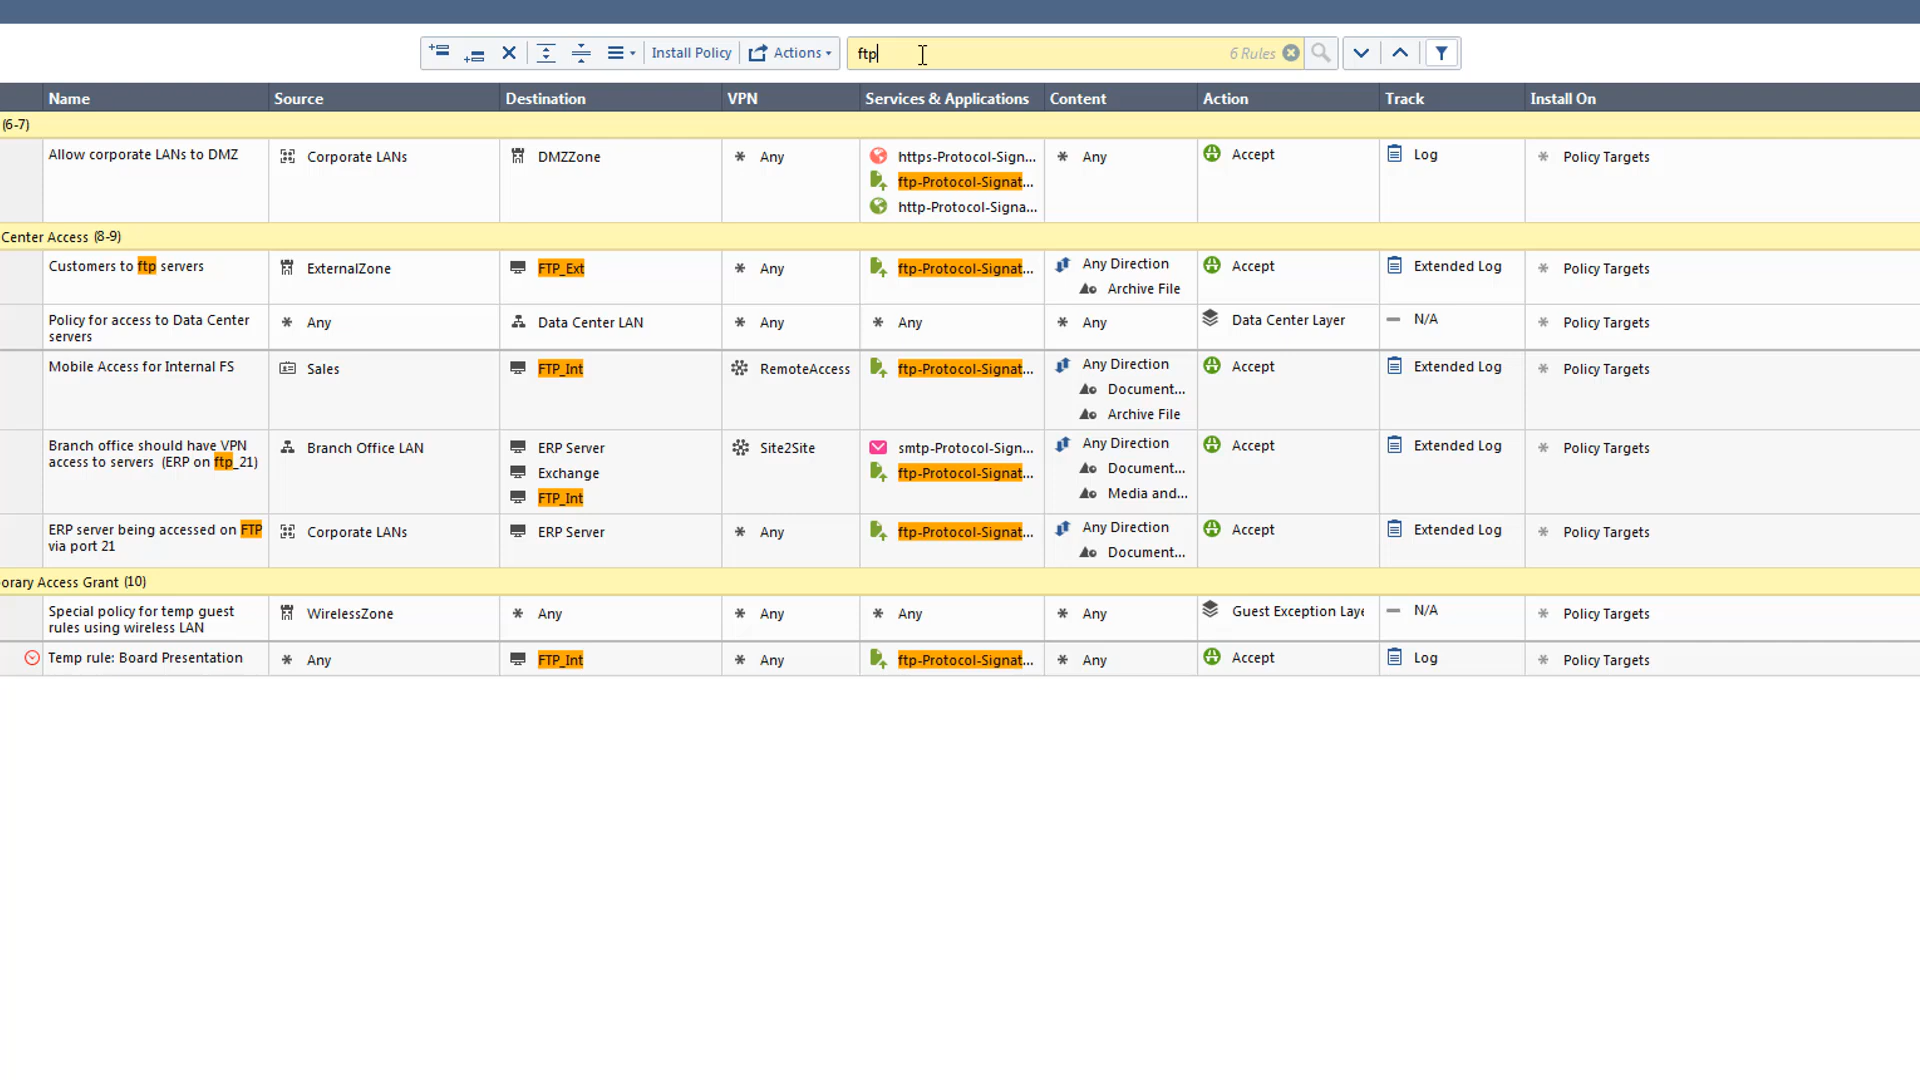 Install Policy Actions ftp 6 Rules
Name Source Destination VPN Services & Applications Content Action Track Install On
(6-7)
Allow corporate LANs to DMZ Corporate LANs DMZZone * Any https-Protocol-Sign... * Any Accept Log * Policy Targets
ftp-Protocol-Signat...
http-Protocol-Signa...
Center Access (8-9)
Customers to ftp servers ExternalZone FTP_Ext * Any ftp-Protocol-Signat... Any Direction Accept Extended Log * Policy Targets
Archive File
Policy for access to Data Center * Any Data Center LAN * Any * Any * Any Data Center Layer N/A * Policy Targets
servers
Mobile Access for Internal FS Sales FTP_Int RemoteAccess ftp-Protocol-Signat... Any Direction Accept Extended Log * Policy Targets
Document...
Archive File
Branch office should have VPN Branch Office LAN ERP Server Site2Site smtp-Protocol-Sign... Any Direction Accept Extended Log * Policy Targets
access to servers (ERP on ftp_21) Exchange ftp-Protocol-Signat... Document...
FTP_Int Media and...
ERP server being accessed on FTP Corporate LANs ERP Server * Any ftp-Protocol-Signat... Any Direction Accept Extended Log * Policy Targets
via port 21 Document...
orary Access Grant (10)
Special policy for temp guest WirelessZone * Any * Any * Any * Any Guest Exception Laye N/A * Policy Targets
rules using wireless LAN
Temp rule: Board Presentation * Any FTP_Int * Any ftp-Protocol-Signat... * Any Accept Log * Policy Targets